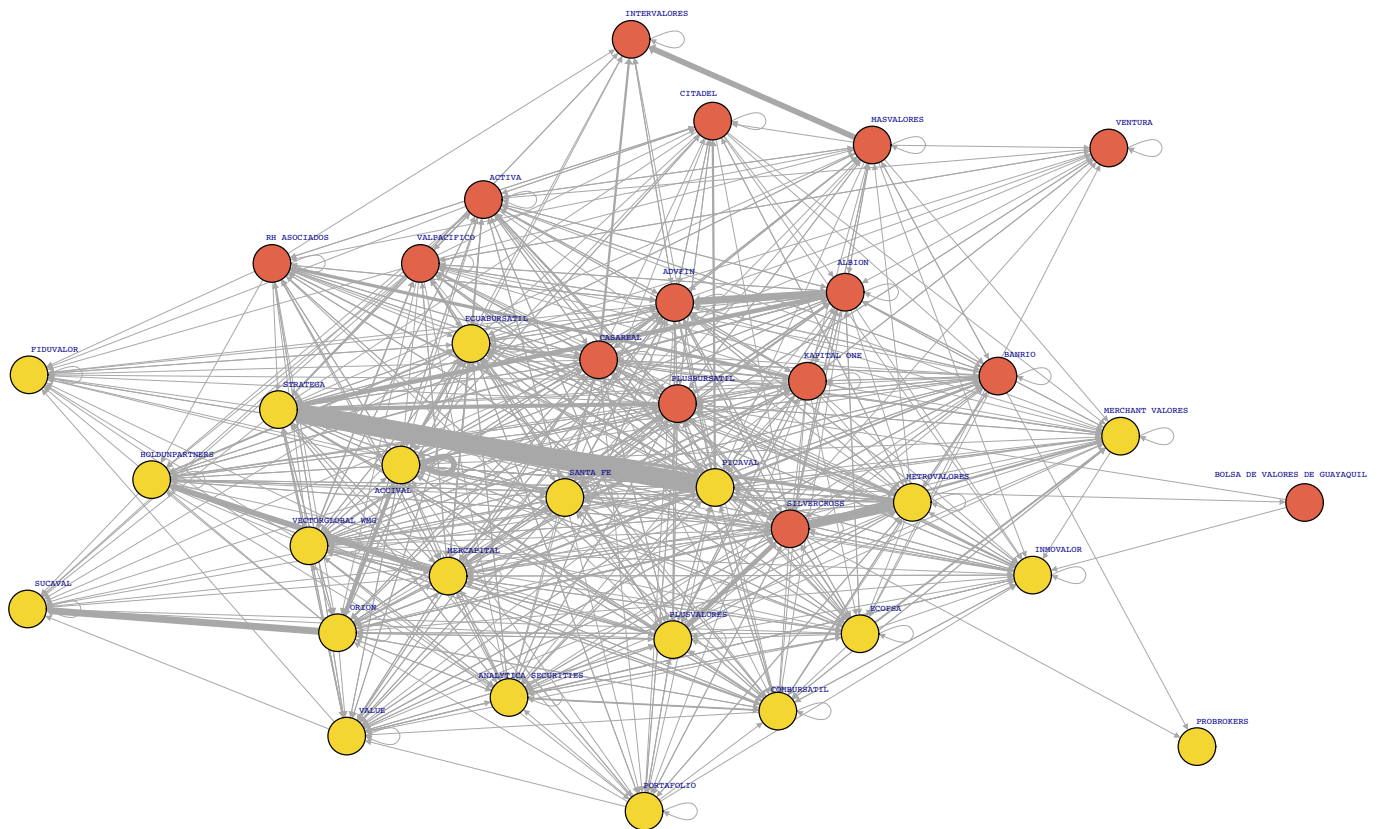 INTERVALORES
CITADEL
MASVALORES
VENTURA
ACTIVA
RH ASOCIADOS
VALPACIFICO
ALBION
ADVFIN
ECUABURSATIL
CASAREAL
FIDUVALOR
KAPITAL ONE
BANRIO
PLUSBURSATIL
STRATEGA
MERCHANT VALORES
HOLDUNPARTNERS
PICAVAL
SANTA FE
METROVALORES
BOLSA DE VALORES DE GUAYAQUIL
ACCIVAL
SILVERCROSS
VECTORGLOBAL WMG
MERCAPITAL
INMOVALOR
SUCAVAL
ORION
ECOFSA
PLUSVALORES
ANALYTICA SECURITIES
COMBURSATIL
VALUE
PROBROKERS
PORTAFOLIO